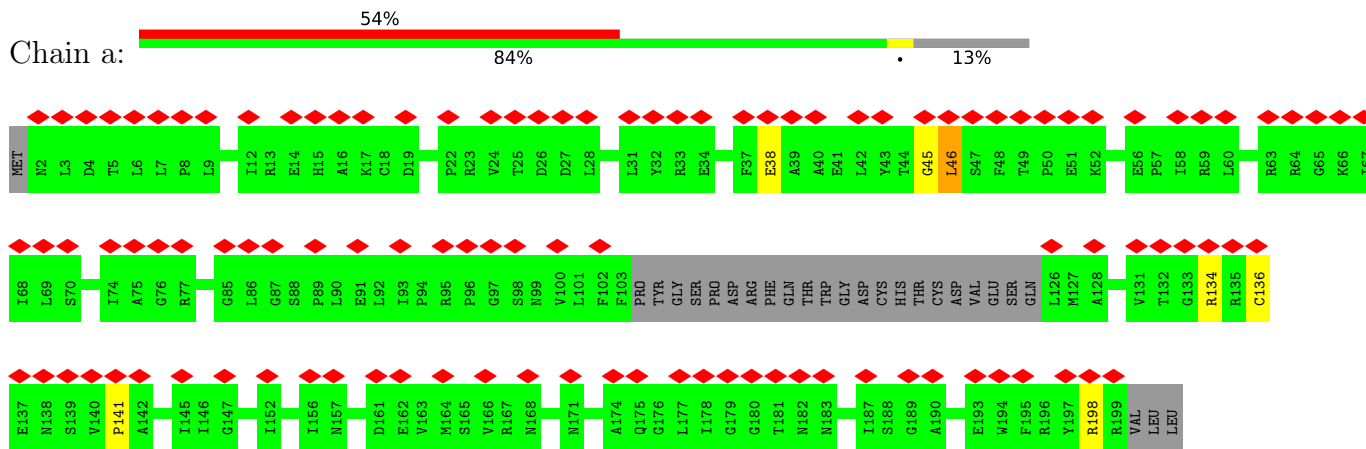 54%
Chain a:
84% • 13%
MET N2 L3 D4 T5 L6 L7 P8 L9 I12 R13 E14 H15 A16 K17 C18 D19 P22 R23 V24 T25 D26 D27 L28 L31 Y32 R33 E34 F37 E38 A39 A40 E41 L42 Y43 T44 G45 L46 S47 F48 T49 P50 E51 K52 E56 P57 I58 R59 L60 R63 R64 G65 K66
I68 L69 S70 I74 A75 G76 R77 G85 L86 G87 S88 P89 L90 E91 L92 I93 P94 R95 P96 G97 S98 N99 V100 L101 F102 F103 PRO TYR GLY SER PRO ASP ARG PHE GLN THR TRP GLY ASP CYS HIS THR CYS ASP VAL GLU SER GLN L126 M127 A128 V131 T132 G133 R134 R135 C136
E137 N138 S139 V140 P141 A142 I145 I146 G147 I152 I156 N157 D161 E162 V163 M164 S165 V166 R167 N168 N171 A174 Q175 G176 L177 I178 G179 G180 T181 N182 N183 I187 S188 G189 A190 E193 W194 F195 R196 Y197 R198 R199 VAL LEU LEU